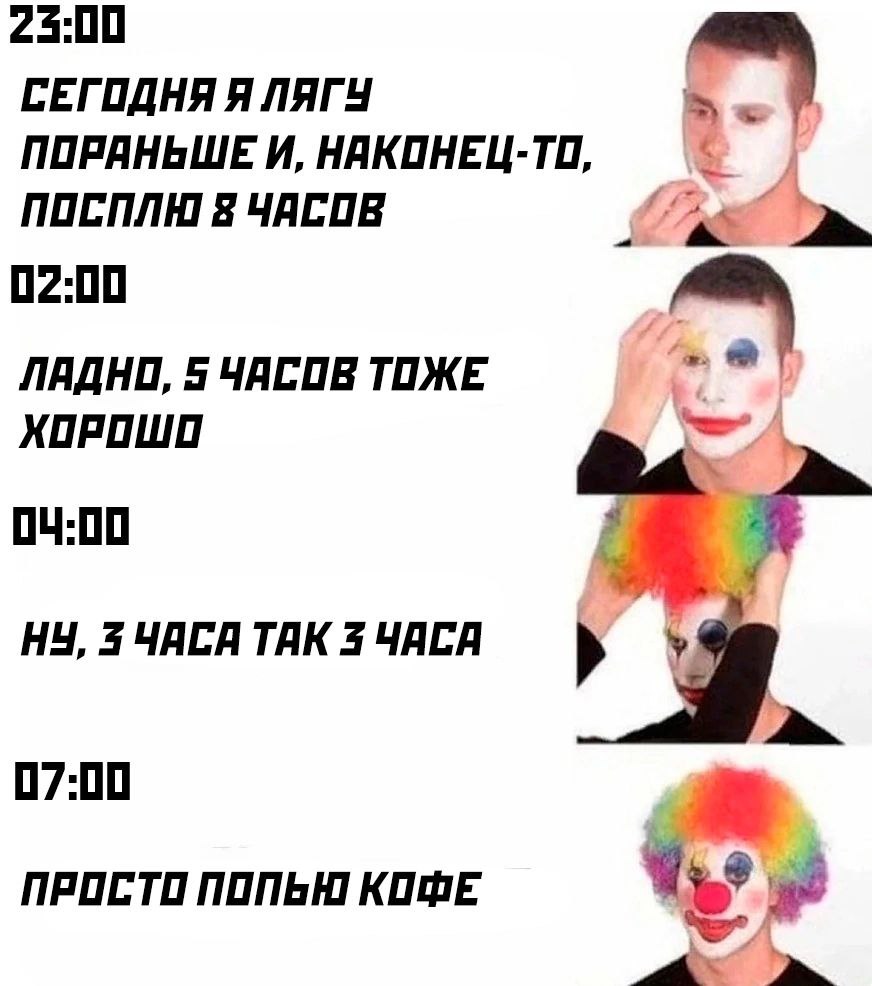 23:00
СЕГОДНЯ Я ЛЯГУ
ПОРАНЬШЕ И, НАКОНЕЦ-ТО,
ПОСПЛЮ 8 ЧАСОВ
02:00
ЛАДНО, 5 ЧАСОВ ТОЖЕ
ХОРОШО
04:00
НУ, 3 ЧАСА ТАК 3 ЧАСА
07:00
ПРОСТО ПОПЬЮ КОФЕ